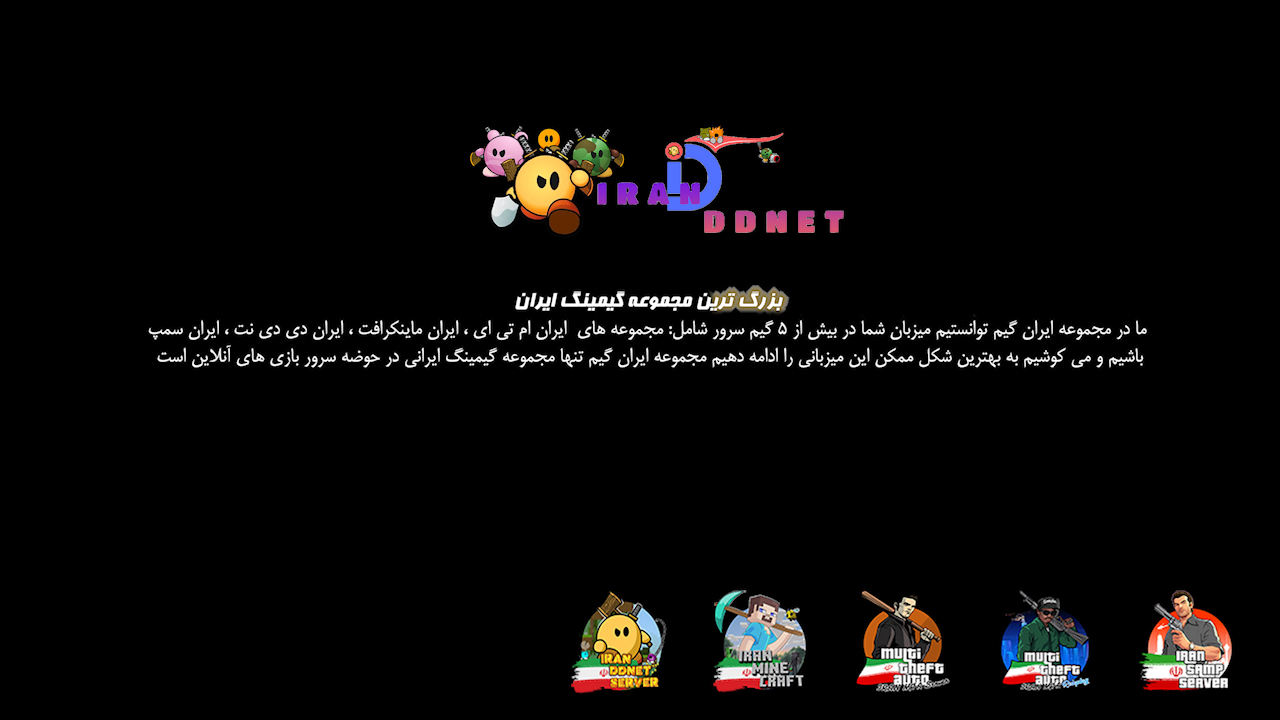 IRAN
DDNET
بزرگ ترین مجموعه گیمینگ ایران
ما در مجموعه ایران گیم توانستیم میزبان شما در بیش از ۵ گیم سرور شامل: مجموعه های ایران ام تی ای ، ایران ماینکرافت ، ایران دی دی نت ، ایران سمپ
باشیم و می کوشیم به بهترین شکل ممکن این میزبانی را ادامه دهیم مجموعه ایران گیم تنها مجموعه گیمینگ ایرانی در حوضه سرور بازی های آنلاین است
IRAN
DDNET
SERVER
IRAN
MINE
CRAFT
MULTI
THEFT
AUTO
MULTI
THEFT
AUTO
IRAN
SAMP
SERVER